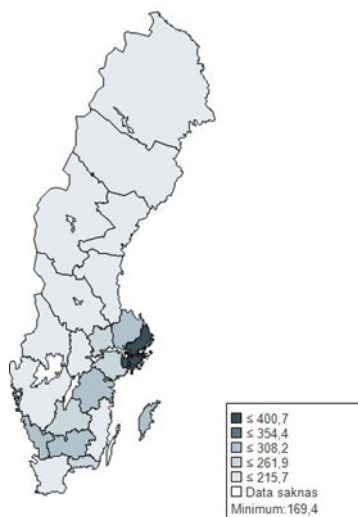 ≤ 400,7
≤ 354,4
≤ 308,2
≤ 261,9
≤ 215,7
Data saknas
Minimum: 169,4